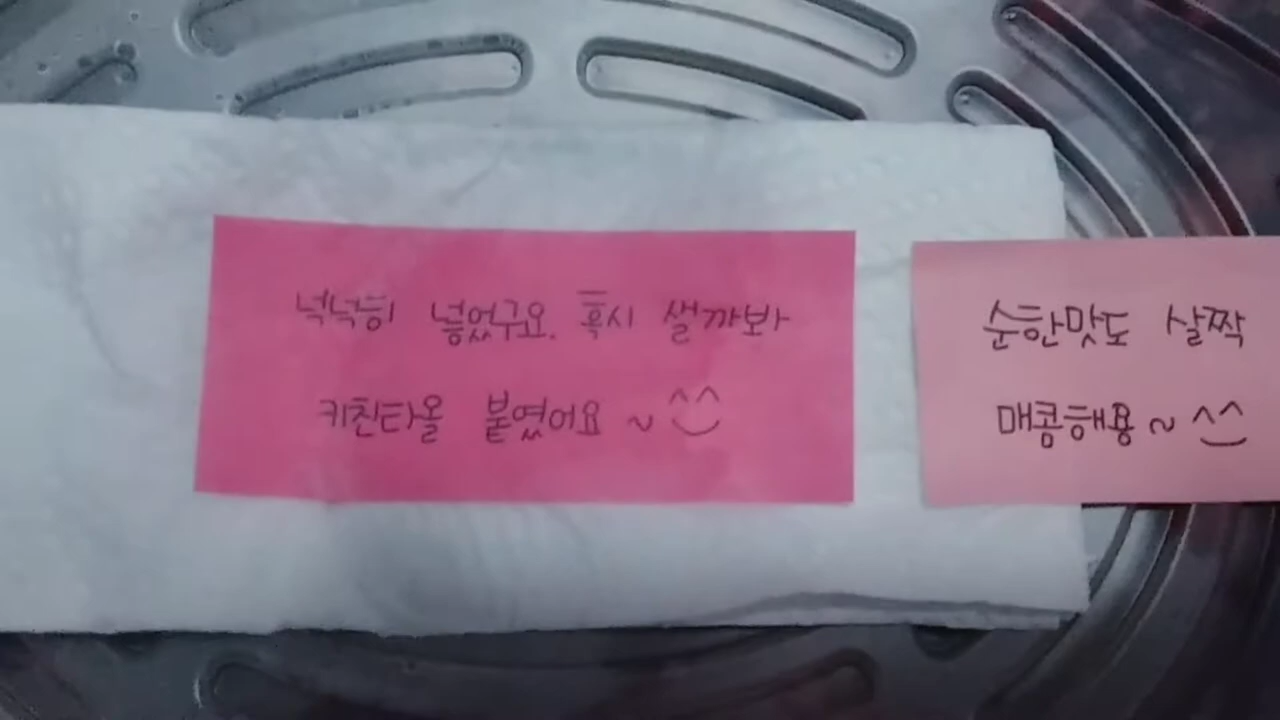 넉넉히 넣었구요. 혹시 샐까봐
키친타올 붙였어요 ~ ^^
순한맛도 살짝
매콤해용 ~ ^^